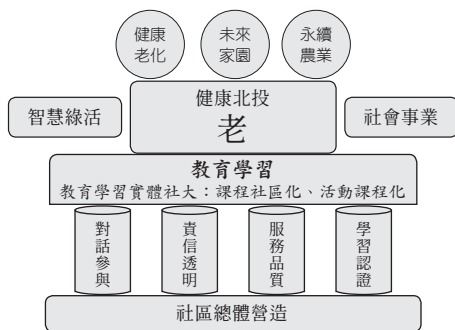 健康
老化
未來
家園
永續
農業
智慧綠活
健康北投
老
社會事業
教育學習
教育學習實體社大：課程社區化、活動課程化
對話參與
責信透明
服務品質
學習認證
社區總體營造